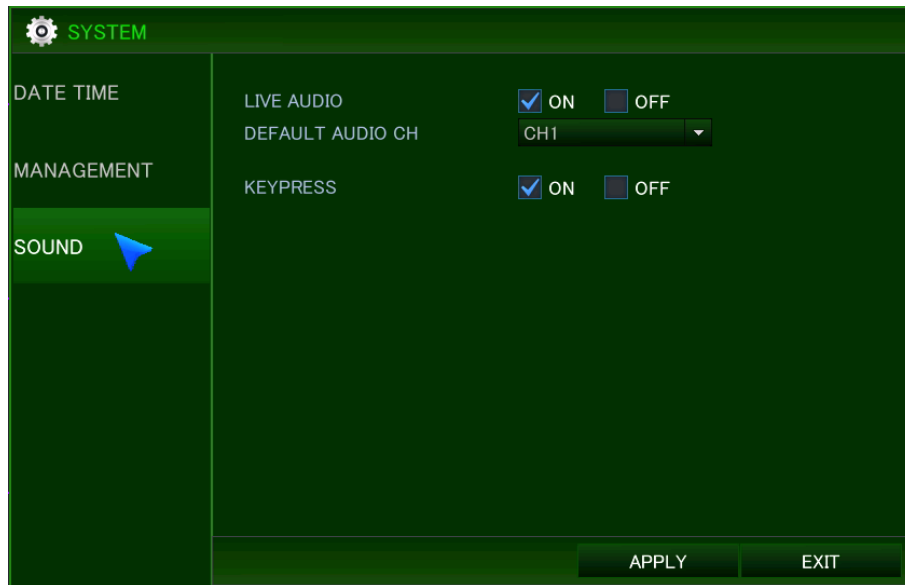 SYSTEM
DATE TIME
MANAGEMENT
SOUND
LIVE AUDIO ON OFF
DEFAULT AUDIO CH CH1
KEYPRESS ON OFF
APPLY EXIT